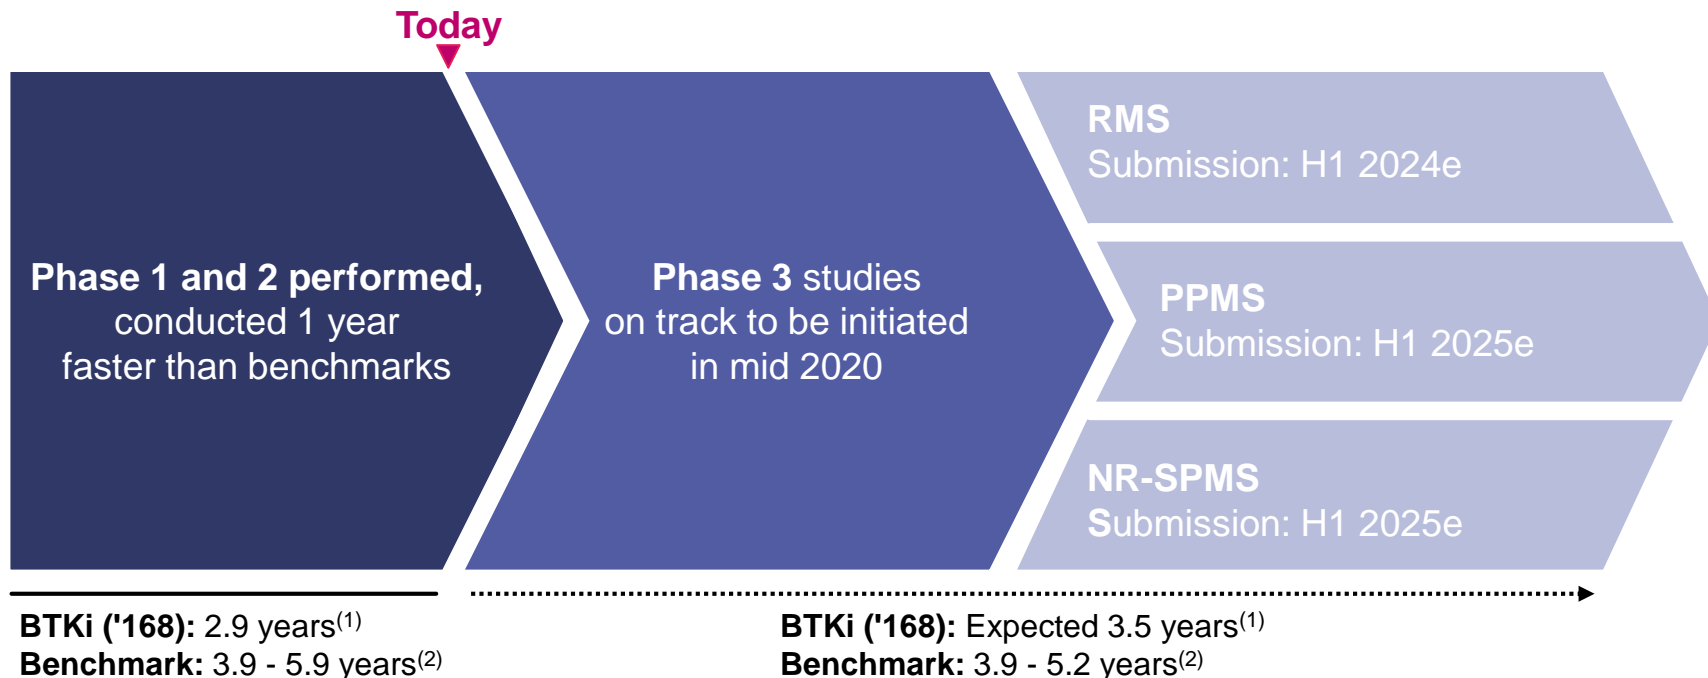 Today
Phase 1 and 2 performed,
conducted 1 year
faster than benchmarks
Phase 3 studies
on track to be initiated
in mid 2020
RMS
Submission: H1 2024e
PPMS
Submission: H1 2025e
NR-SPMS
Submission: H1 2025e
BTKi ('168): 2.9 years(1)
Benchmark: 3.9 - 5.9 years(2)
BTKi ('168): Expected 3.5 years(1)
Benchmark: 3.9 - 5.2 years(2)